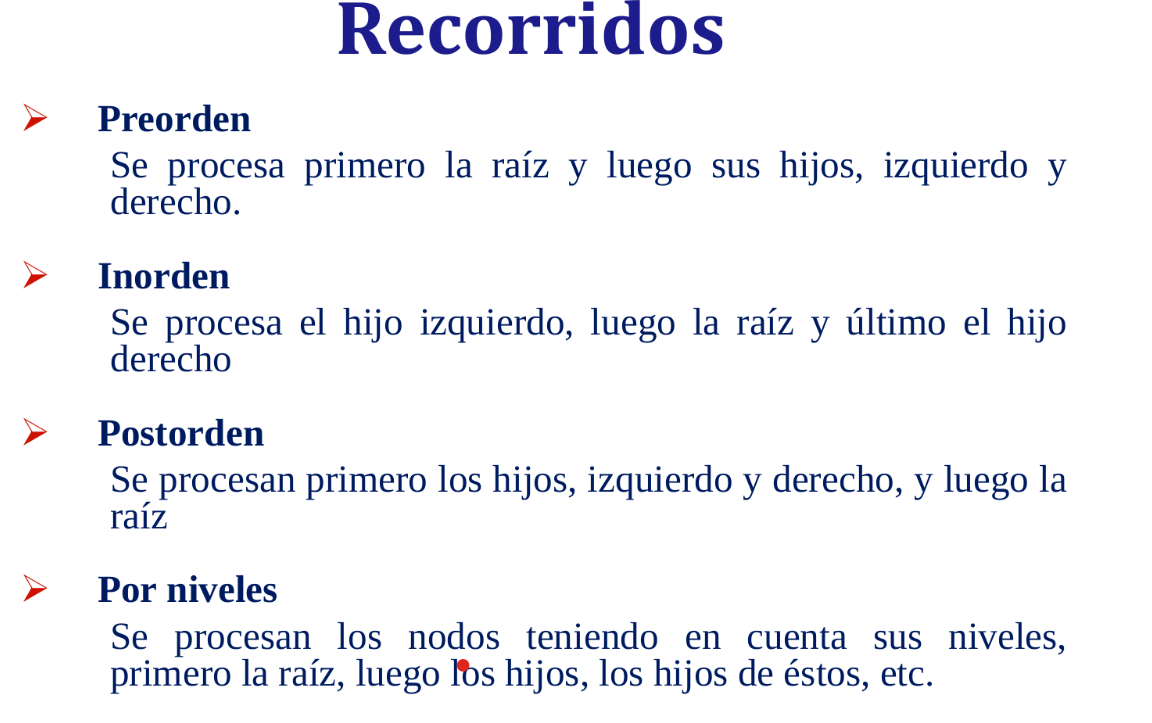 Recorridos
Preorden
Se procesa primero la raíz y luego sus hijos, izquierdo y
derecho.
Inorden
Se procesa el hijo izquierdo, luego la raíz y último el hijo
derecho
Postorden
Se procesan primero los hijos, izquierdo y derecho, y luego la
raíz
Por niveles
Se procesan los nodos teniendo en cuenta sus niveles,
primero la raíz, luego los hijos, los hijos de éstos, etc.